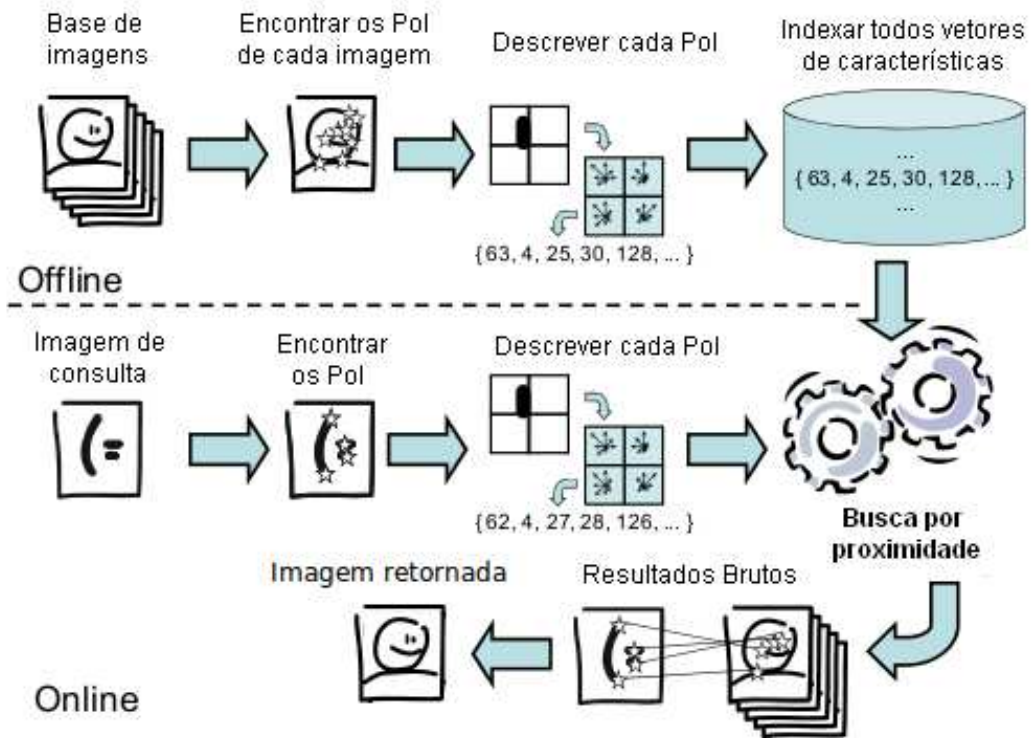 Base de
imagens
Encontrar os PoI
de cada imagem
Descrever cada PoI
Indexar todos vetores
de características
...
{ 63, 4, 25, 30, 128, ... }
...
{63, 4, 25, 30, 128, ... }
Offline
Imagem de
consulta
Encontrar
os PoI
Descrever cada PoI
{62, 4, 27, 28, 126, ... }
Busca por
proximidade
Imagem retornada
Resultados Brutos
Online